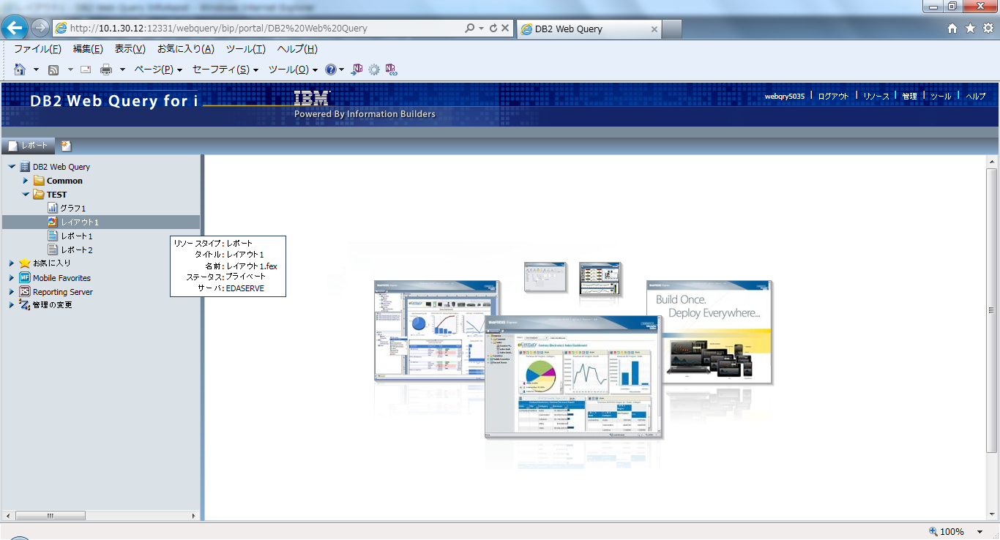 http://10.1.30.12:12331/webquery/bip/portal/DB2%20Web%20Query
DB2 Web Query
ファイル(F) 編集(E) 表示(V) お気に入り(A) ツール(T) ヘルプ(H)
ページ(P) セーフティ(S) ツール(O)
DB2 Web Query for i
IBM
Powered By Information Builders
webqry5035 | ログアウト | リソース | 管理 | ツール | ヘルプ
レポート
DB2 Web Query
Common
TEST
グラフ1
レイアウト1
レポート1
レポート2
お気に入り
Mobile Favorites
Reporting Server
管理の変更
リソースタイプ: レポート
タイトル: レイアウト1
名前: レイアウト1.fex
ステータス: プライベート
サーバ: EDASERVE
Build Once.
Deploy Everywhere...
WebFOCUS Express
Century Electronics Sales Dashboard
100%